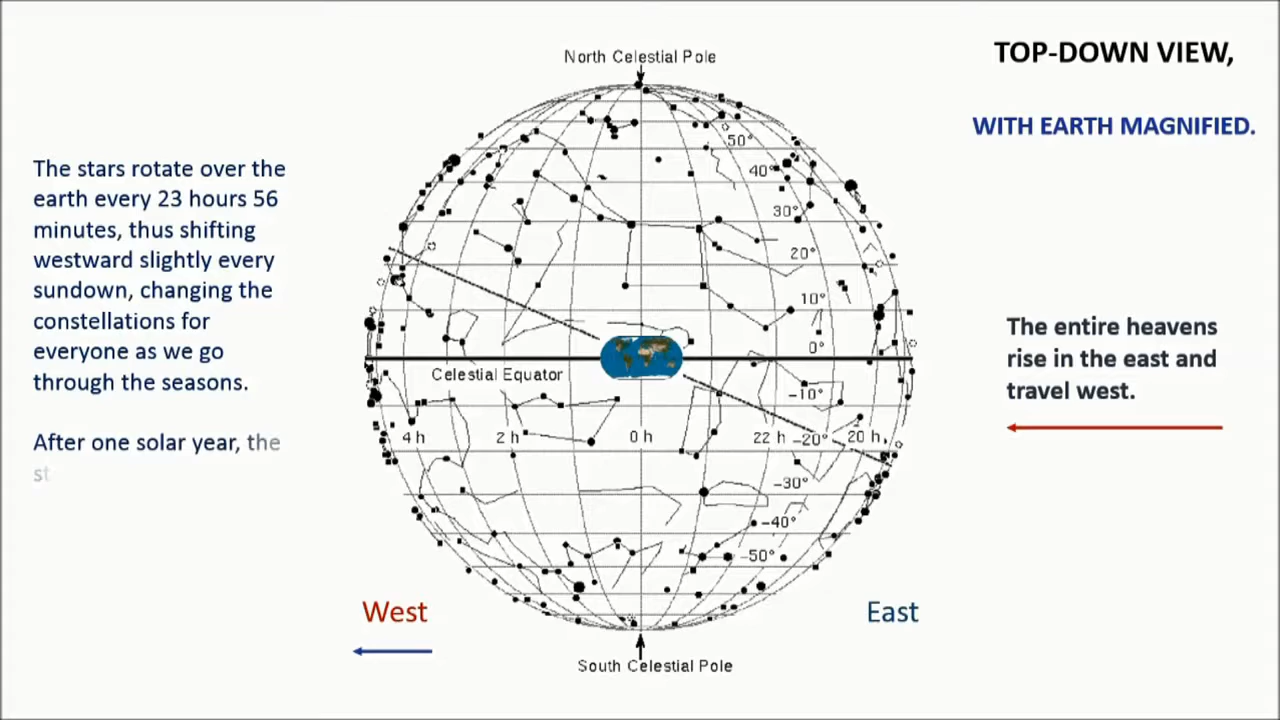 North Celestial Pole
TOP-DOWN VIEW,
WITH EARTH MAGNIFIED.
The stars rotate over the
earth every 23 hours 56
minutes, thus shifting
westward slightly every
sundown, changing the
constellations for
everyone as we go
through the seasons.
After one solar year, the
st
50°
40°
30°
20°
10°
0°
Celestial Equator
-10°
4 h
2 h
0 h
22 h
-20°
20 h
-30°
-40°
-50°
The entire heavens
rise in the east and
travel west.
West
East
South Celestial Pole